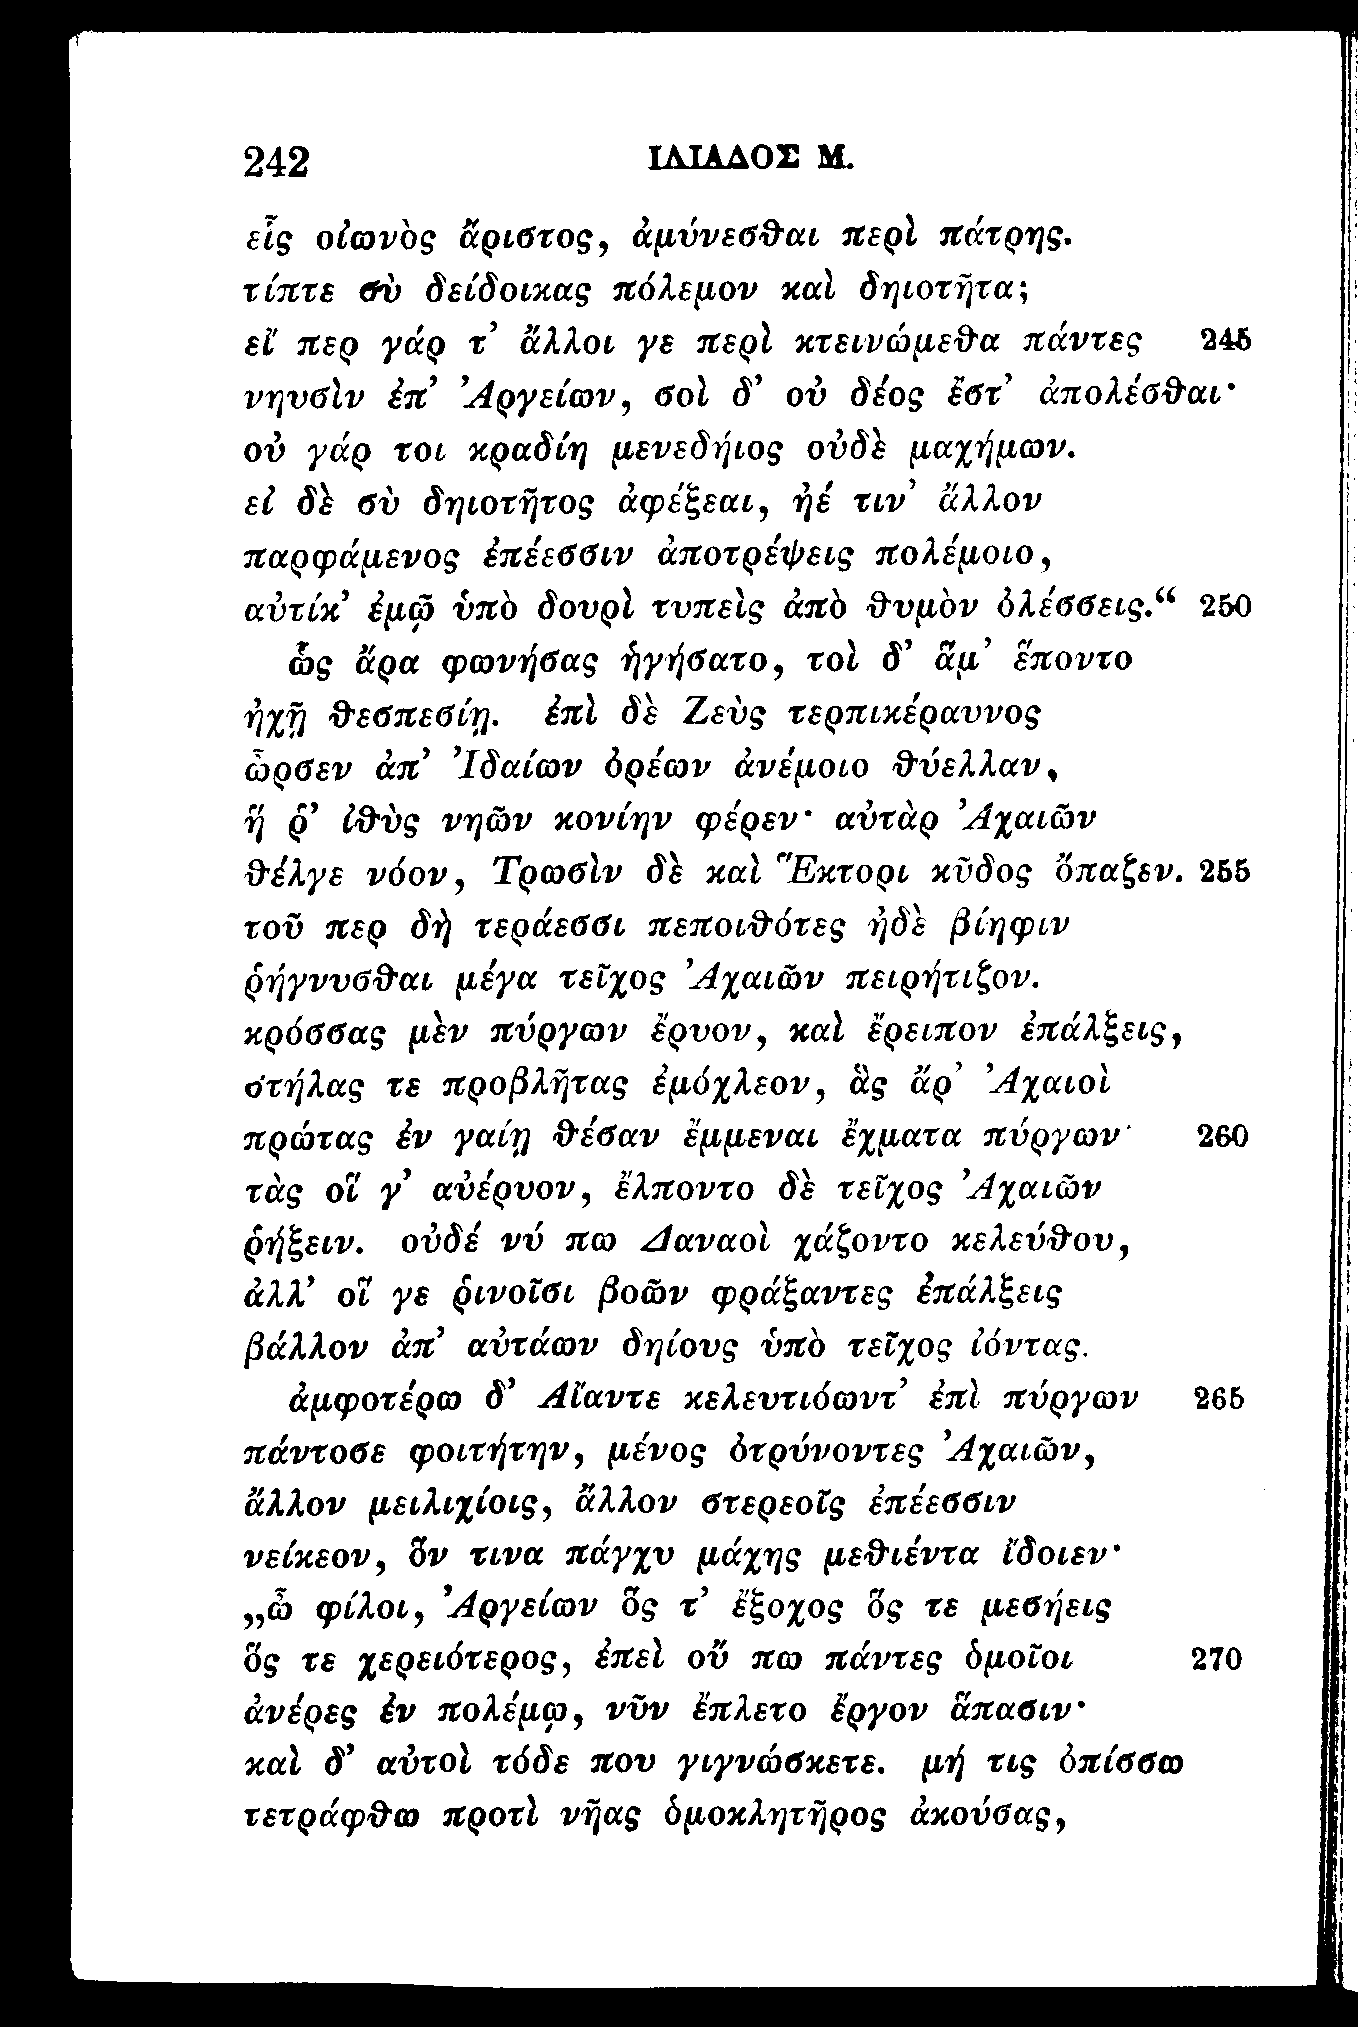 242 ΙΛΙΑΔΟΣ Μ.
εἷς οἰωνὸς ἄριστος, ἀμύνεσθαι περὶ πάτρης.
τίπτε σὺ δείδοικας πόλεμον καὶ δηιοτῆτα;
εἴ περ γάρ τ’ ἄλλοι γε περὶ κτεινώμεθα πάντες 245
νηυσὶν ἐπ’ Ἀργείων, σοὶ δ’ οὐ δέος ἔστ’ ἀπολέσθαι·
οὐ γάρ τοι κραδίη μενεδήιος οὐδὲ μαχήμων.
εἰ δὲ σὺ δηιοτῆτος ἀφέξεαι, ἠέ τιν’ ἄλλον
παρφάμενος ἐπέεσσιν ἀποτρέψεις πολέμοιο,
αὐτίκ’ ἐμῷ ὑπὸ δουρὶ τυπεὶς ἀπὸ θυμὸν ὀλέσσεις.“ 250
ὣς ἄρα φωνήσας ἡγήσατο, τοὶ δ’ ἅμ’ ἕποντο
ἠχῇ θεσπεσίῃ. ἐπὶ δὲ Ζεὺς τερπικέραυνος
ὦρσεν ἀπ’ Ἰδαίων ὀρέων ἀνέμοιο θύελλαν,
ἥ ῥ’ ἰθὺς νηῶν κονίην φέρεν· αὐτὰρ Ἀχαιῶν
θέλγε νόον, Τρωσὶν δὲ καὶ Ἕκτορι κῦδος ὄπαζεν. 255
τοῦ περ δὴ τεράεσσι πεποιθότες ἠδὲ βίηφιν
ῥήγνυσθαι μέγα τεῖχος Ἀχαιῶν πειρήτιζον.
κρόσσας μὲν πύργων ἔρυον, καὶ ἔρειπον ἐπάλξεις,
στήλας τε προβλῆτας ἐμόχλεον, ἃς ἄρ’ Ἀχαιοὶ
πρώτας ἐν γαίῃ θέσαν ἔμμεναι ἔχματα πύργων· 260
τὰς οἵ γ’ αὐέρυον, ἔλποντο δὲ τεῖχος Ἀχαιῶν
ῥήξειν. οὐδέ νύ πω Δαναοὶ χάζοντο κελεύθου,
ἀλλ’ οἵ γε ῥινοῖσι βοῶν φράξαντες ἐπάλξεις
βάλλον ἀπ’ αὐτάων δηίους ὑπὸ τεῖχος ἰόντας.
ἀμφοτέρω δ’ Αἴαντε κελευτιόωντ’ ἐπὶ πύργων 265
πάντοσε φοιτήτην, μένος ὀτρύνοντες Ἀχαιῶν,
ἄλλον μειλιχίοις, ἄλλον στερεοῖς ἐπέεσσιν
νείκεον, ὅν τινα πάγχυ μάχης μεθιέντα ἴδοιεν·
„ὦ φίλοι, Ἀργείων ὅς τ’ ἔξοχος ὅς τε μεσήεις
ὅς τε χερειότερος, ἐπεὶ οὔ πω πάντες ὁμοῖοι 270
ἀνέρες ἐν πολέμῳ, νῦν ἔπλετο ἔργον ἅπασιν·
καὶ δ’ αὐτοὶ τόδε που γιγνώσκετε. μή τις ὀπίσσω
τετράφθω προτὶ νῆας ὁμοκλητῆρος ἀκούσας,